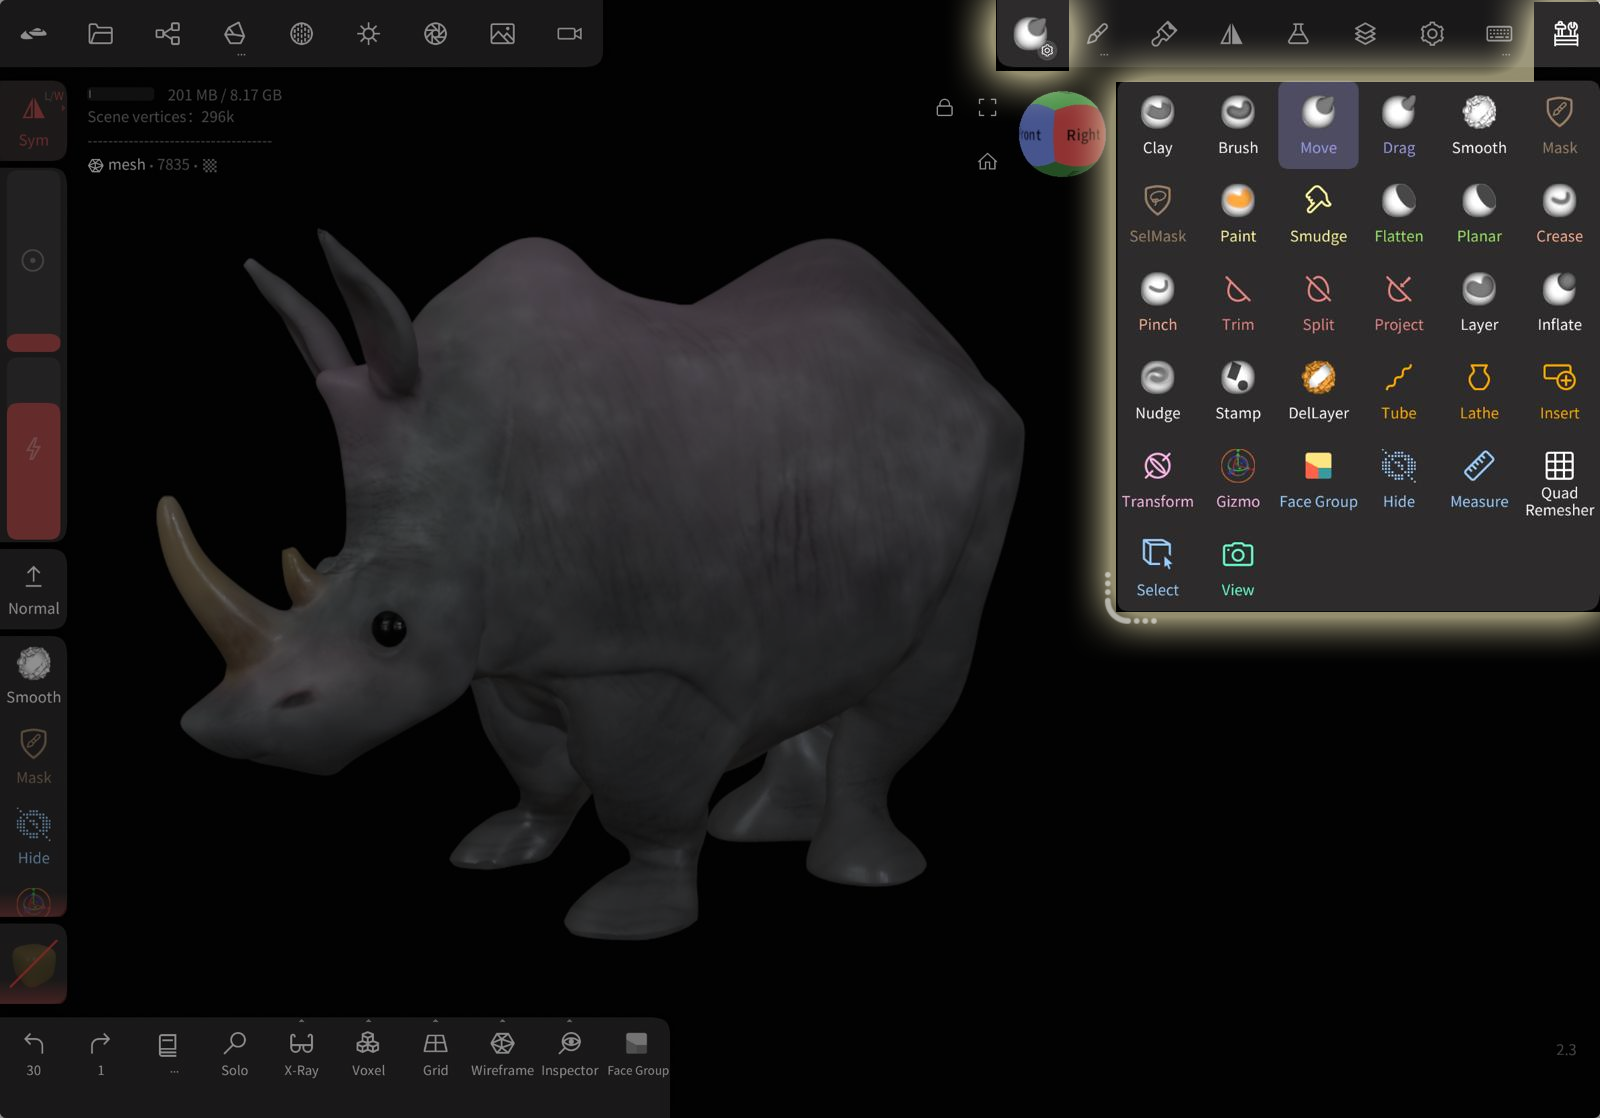 L/W
Sym
201 MB / 8.17 GB
Scene vertices: 296k
----------------------------------
mesh • 7835 •
ont
Right
Clay Brush Move Drag Smooth Mask
SelMask Paint Smudge Flatten Planar Crease
Pinch Trim Split Project Layer Inflate
Nudge Stamp DelLayer Tube Lathe Insert
Transform Gizmo Face Group Hide Measure Quad
Remesher
Select View
Normal
Smooth
Mask
Hide
30 1 ... Solo X-Ray Voxel Grid Wireframe Inspector Face Group
2.3